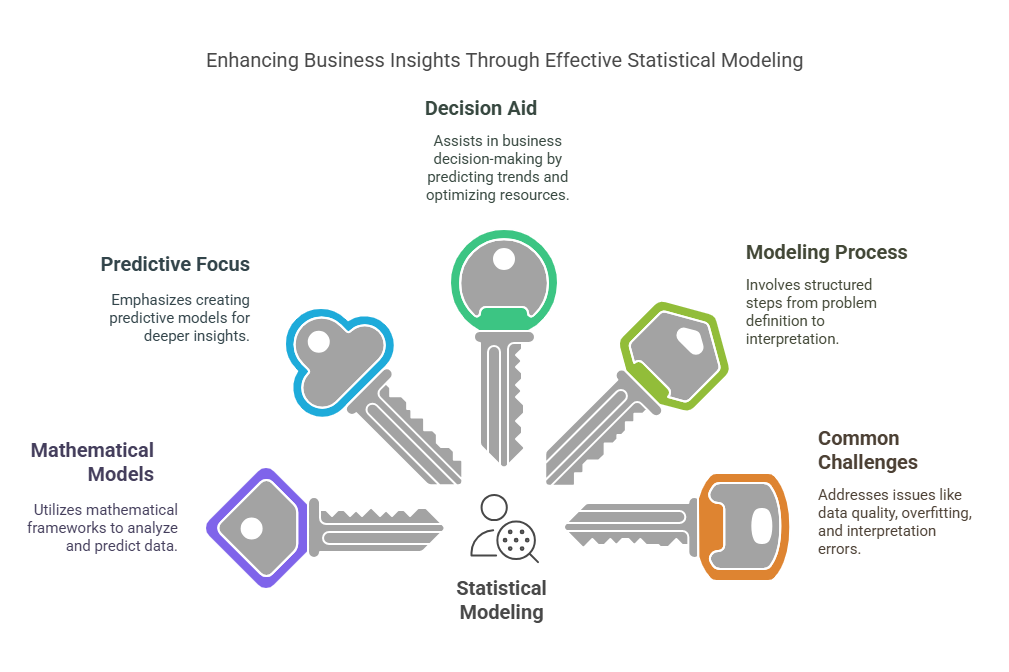 Enhancing Business Insights Through Effective Statistical Modeling
Decision Aid
Assists in business
decision-making by
predicting trends and
optimizing resources.
Predictive Focus
Emphasizes creating
predictive models for
deeper insights.
Modeling Process
Involves structured
steps from problem
definition to
interpretation.
Mathematical
Models
Utilizes mathematical
frameworks to analyze
and predict data.
Common
Challenges
Addresses issues like
data quality, overfitting,
and interpretation
errors.
Statistical
Modeling